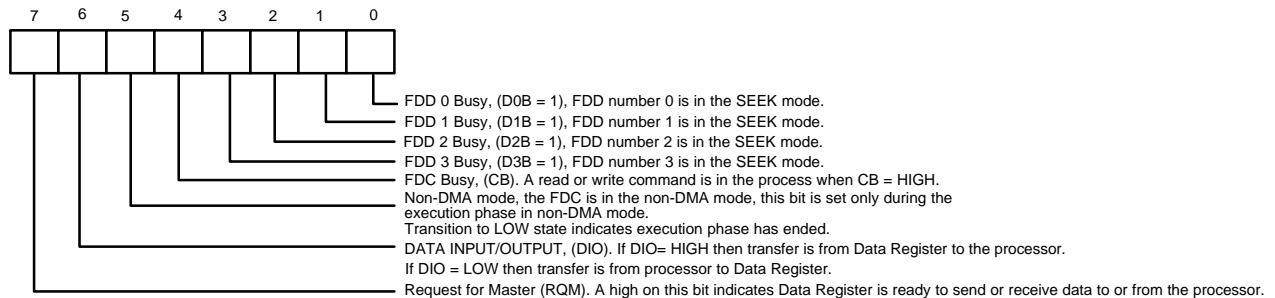 7 6 5 4 3 2 1 0
FDD 0 Busy, (D0B = 1), FDD number 0 is in the SEEK mode.
FDD 1 Busy, (D1B = 1), FDD number 1 is in the SEEK mode.
FDD 2 Busy, (D2B = 1), FDD number 2 is in the SEEK mode.
FDD 3 Busy, (D3B = 1), FDD number 3 is in the SEEK mode.
FDC Busy, (CB). A read or write command is in the process when CB = HIGH.
Non-DMA mode, the FDC is in the non-DMA mode, this bit is set only during the
execution phase in non-DMA mode.
Transition to LOW state indicates execution phase has ended.
DATA INPUT/OUTPUT, (DIO). If DIO= HIGH then transfer is from Data Register to the processor.
If DIO = LOW then transfer is from processor to Data Register.
Request for Master (RQM). A high on this bit indicates Data Register is ready to send or receive data to or from the processor.